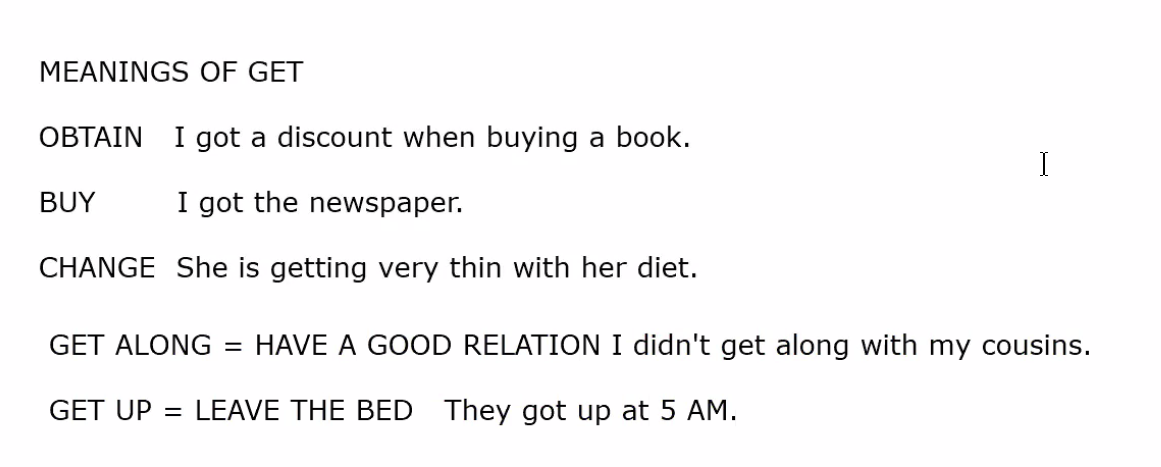 MEANINGS OF GET
OBTAIN I got a discount when buying a book.
BUY I got the newspaper.
CHANGE She is getting very thin with her diet.
GET ALONG = HAVE A GOOD RELATION I didn't get along with my cousins.
GET UP = LEAVE THE BED They got up at 5 AM.